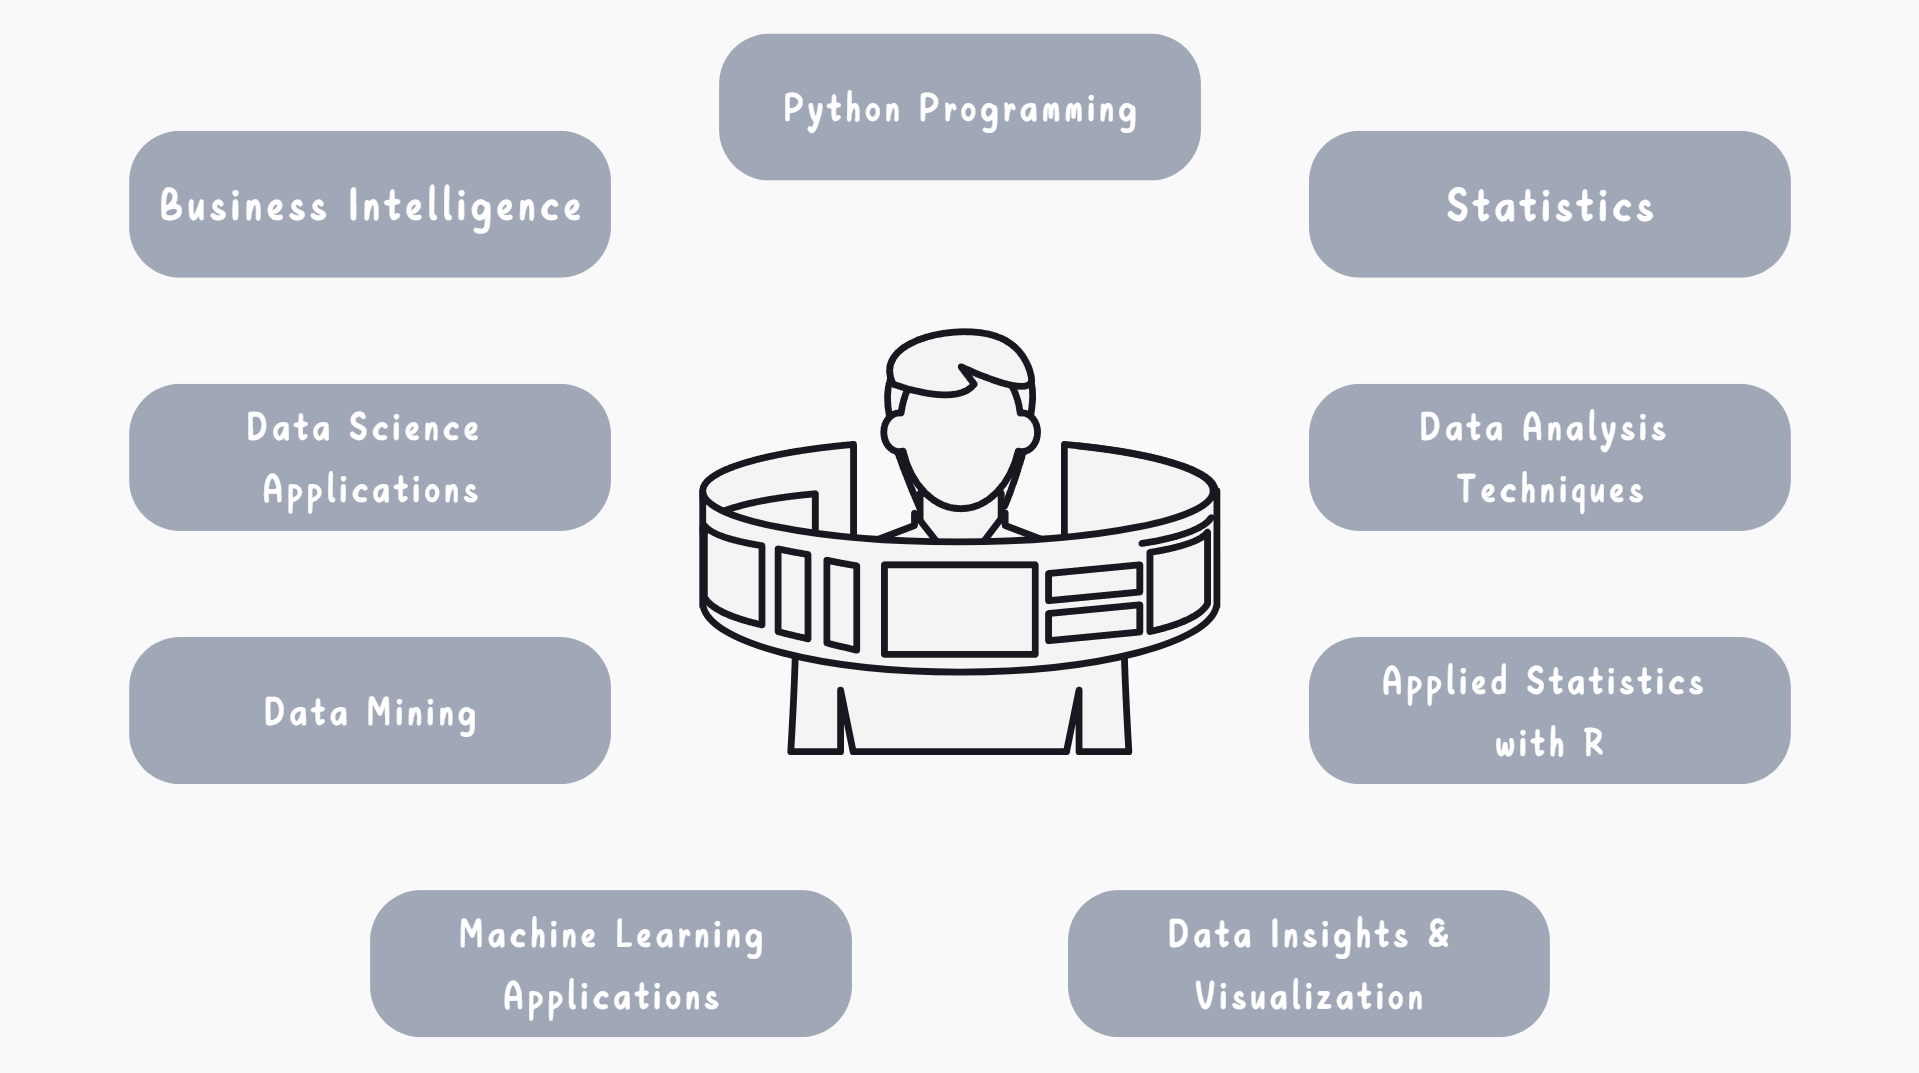 Python Programming
Business Intelligence
Statistics
Data Science
Applications
Data Analysis
Techniques
Data Mining
Applied Statistics
with R
Machine Learning
Applications
Data Insights &
Visualization